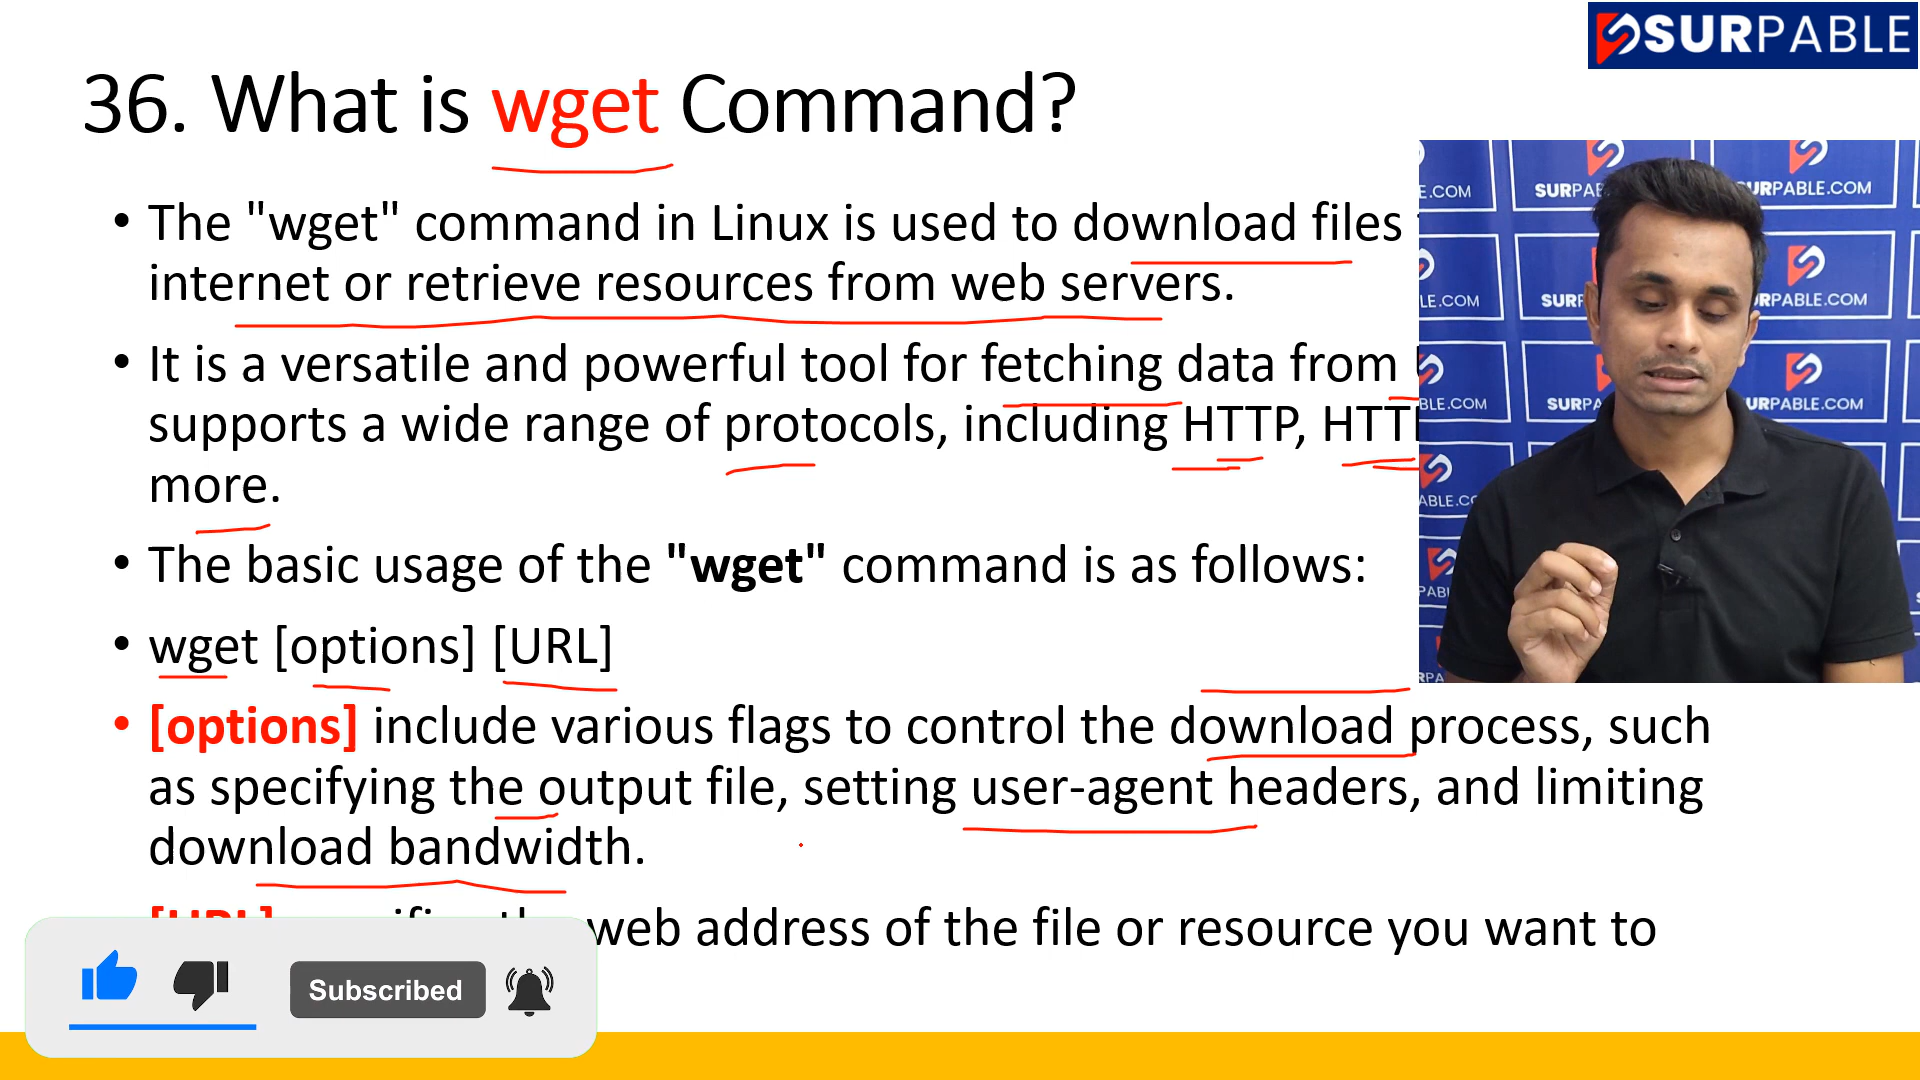 SURPABLE
36. What is wget Command?
• The "wget" command in Linux is used to download files
internet or retrieve resources from web servers.
• It is a versatile and powerful tool for fetching data from
supports a wide range of protocols, including HTTP,
more.
• The basic usage of the "wget" command is as follows:
• wget [options] [URL]
• [options] include various flags to control the download process, such
as specifying the output file, setting user-agent headers, and limiting
download bandwidth.
web address of the file or resource you want to
Subscribed
SURPABLE.COM